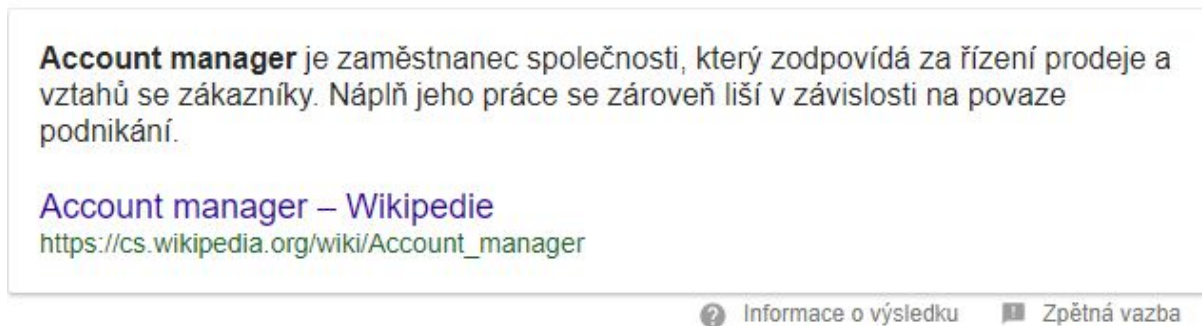 Account manager je zaměstnanec společnosti, který zodpovídá za řízení prodeje a
vztahů se zákazníky. Náplň jeho práce se zároveň liší v závislosti na povaze
podnikání.
Account manager – Wikipedie
https://cs.wikipedia.org/wiki/Account_manager
Informace o výsledku Zpětná vazba